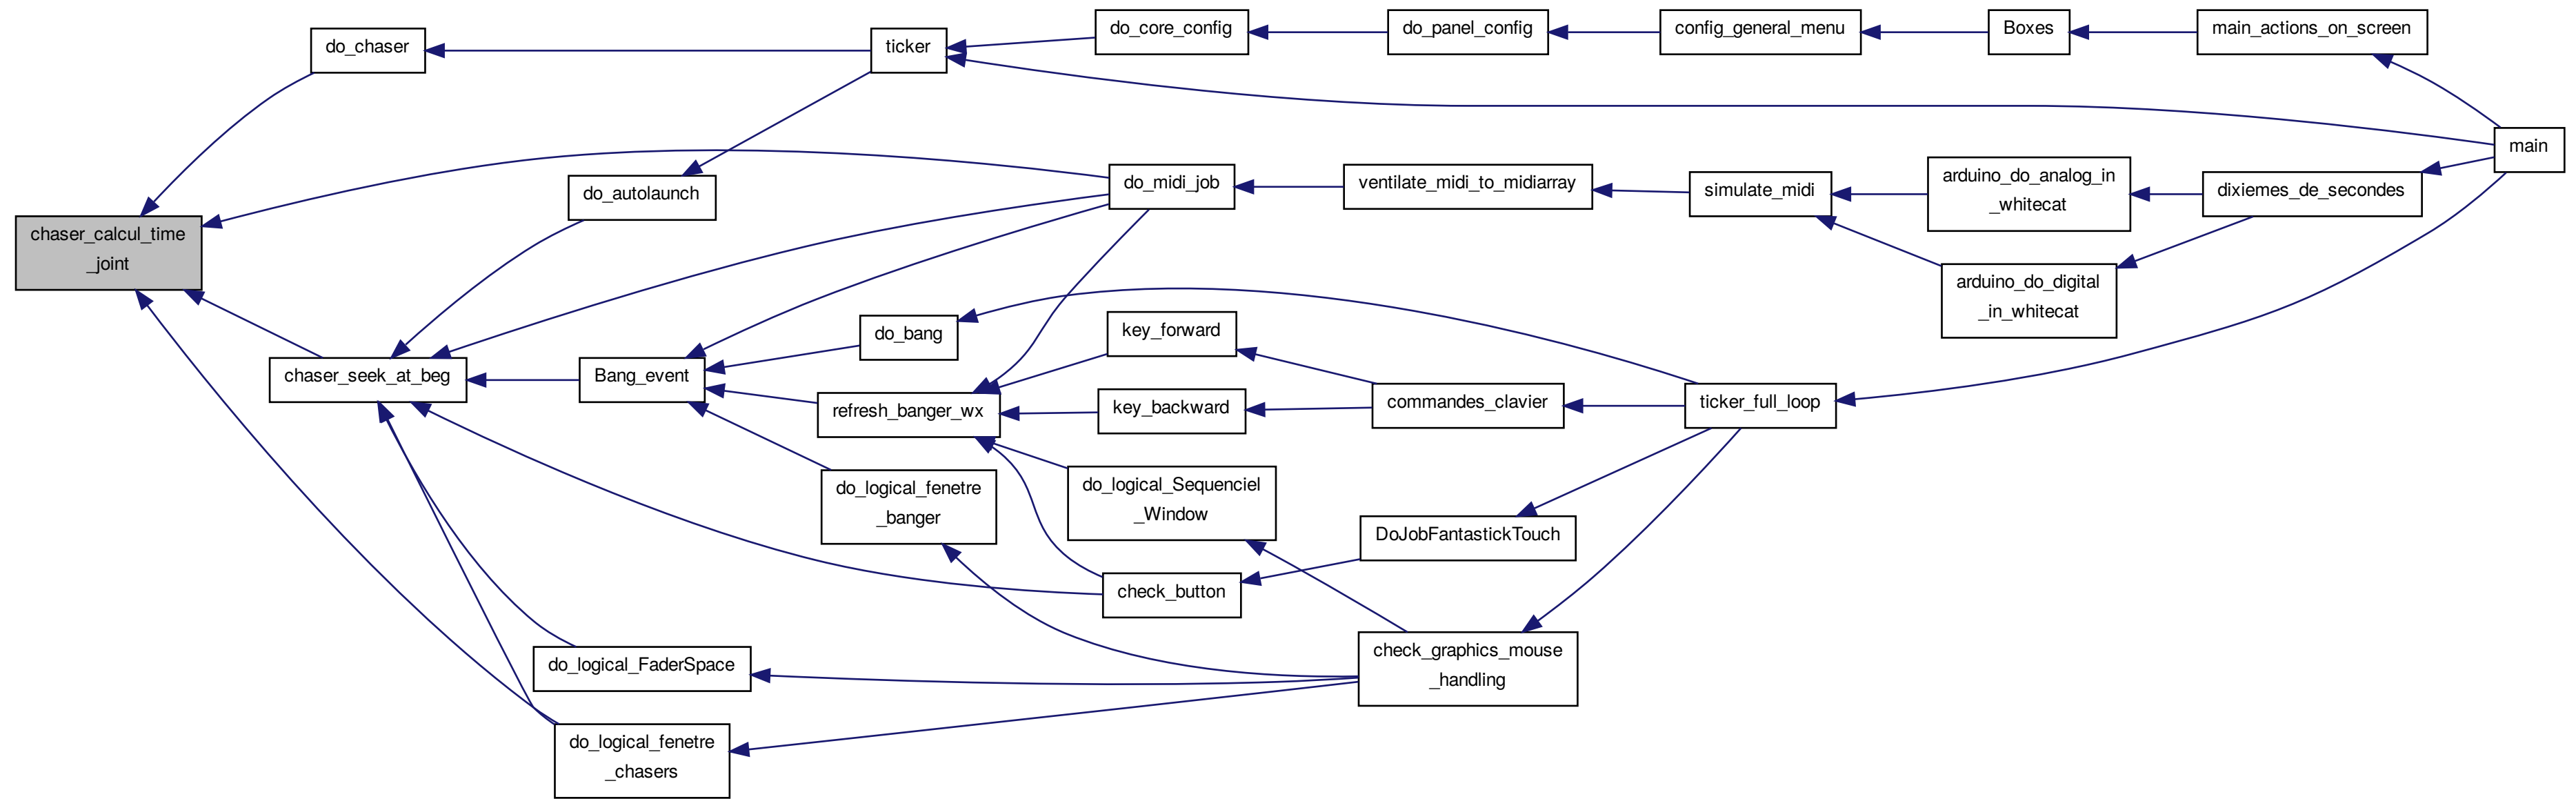 do_chaser
ticker
do_core_config
do_panel_config
config_general_menu
Boxes
main_actions_on_screen
main
do_autolaunch
do_midi_job
ventilate_midi_to_midiarray
simulate_midi
arduino_do_analog_in
_whitecat
dixiemes_de_secondes
chaser_calcul_time
_joint
arduino_do_digital
_in_whitecat
do_bang
key_forward
chaser_seek_at_beg
Bang_event
refresh_banger_wx
key_backward
commandes_clavier
ticker_full_loop
do_logical_fenetre
_banger
do_logical_Sequenciel
_Window
DoJobFantastickTouch
check_button
do_logical_FaderSpace
check_graphics_mouse
_handling
do_logical_fenetre
_chasers